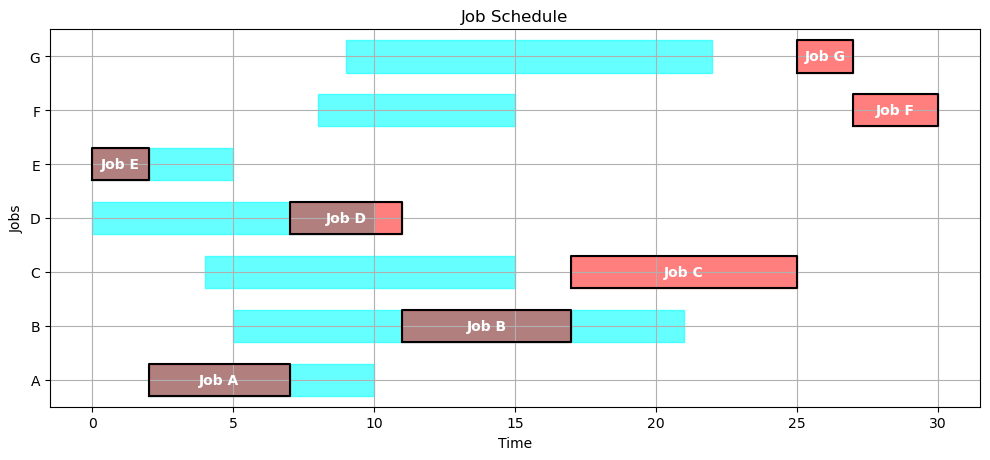 Job Schedule
G
Job G
F
Job F
E
Job E
D
Job D
C
Job C
B
Job B
A
Job A
Jobs
0 5 10 15 20 25 30
Time